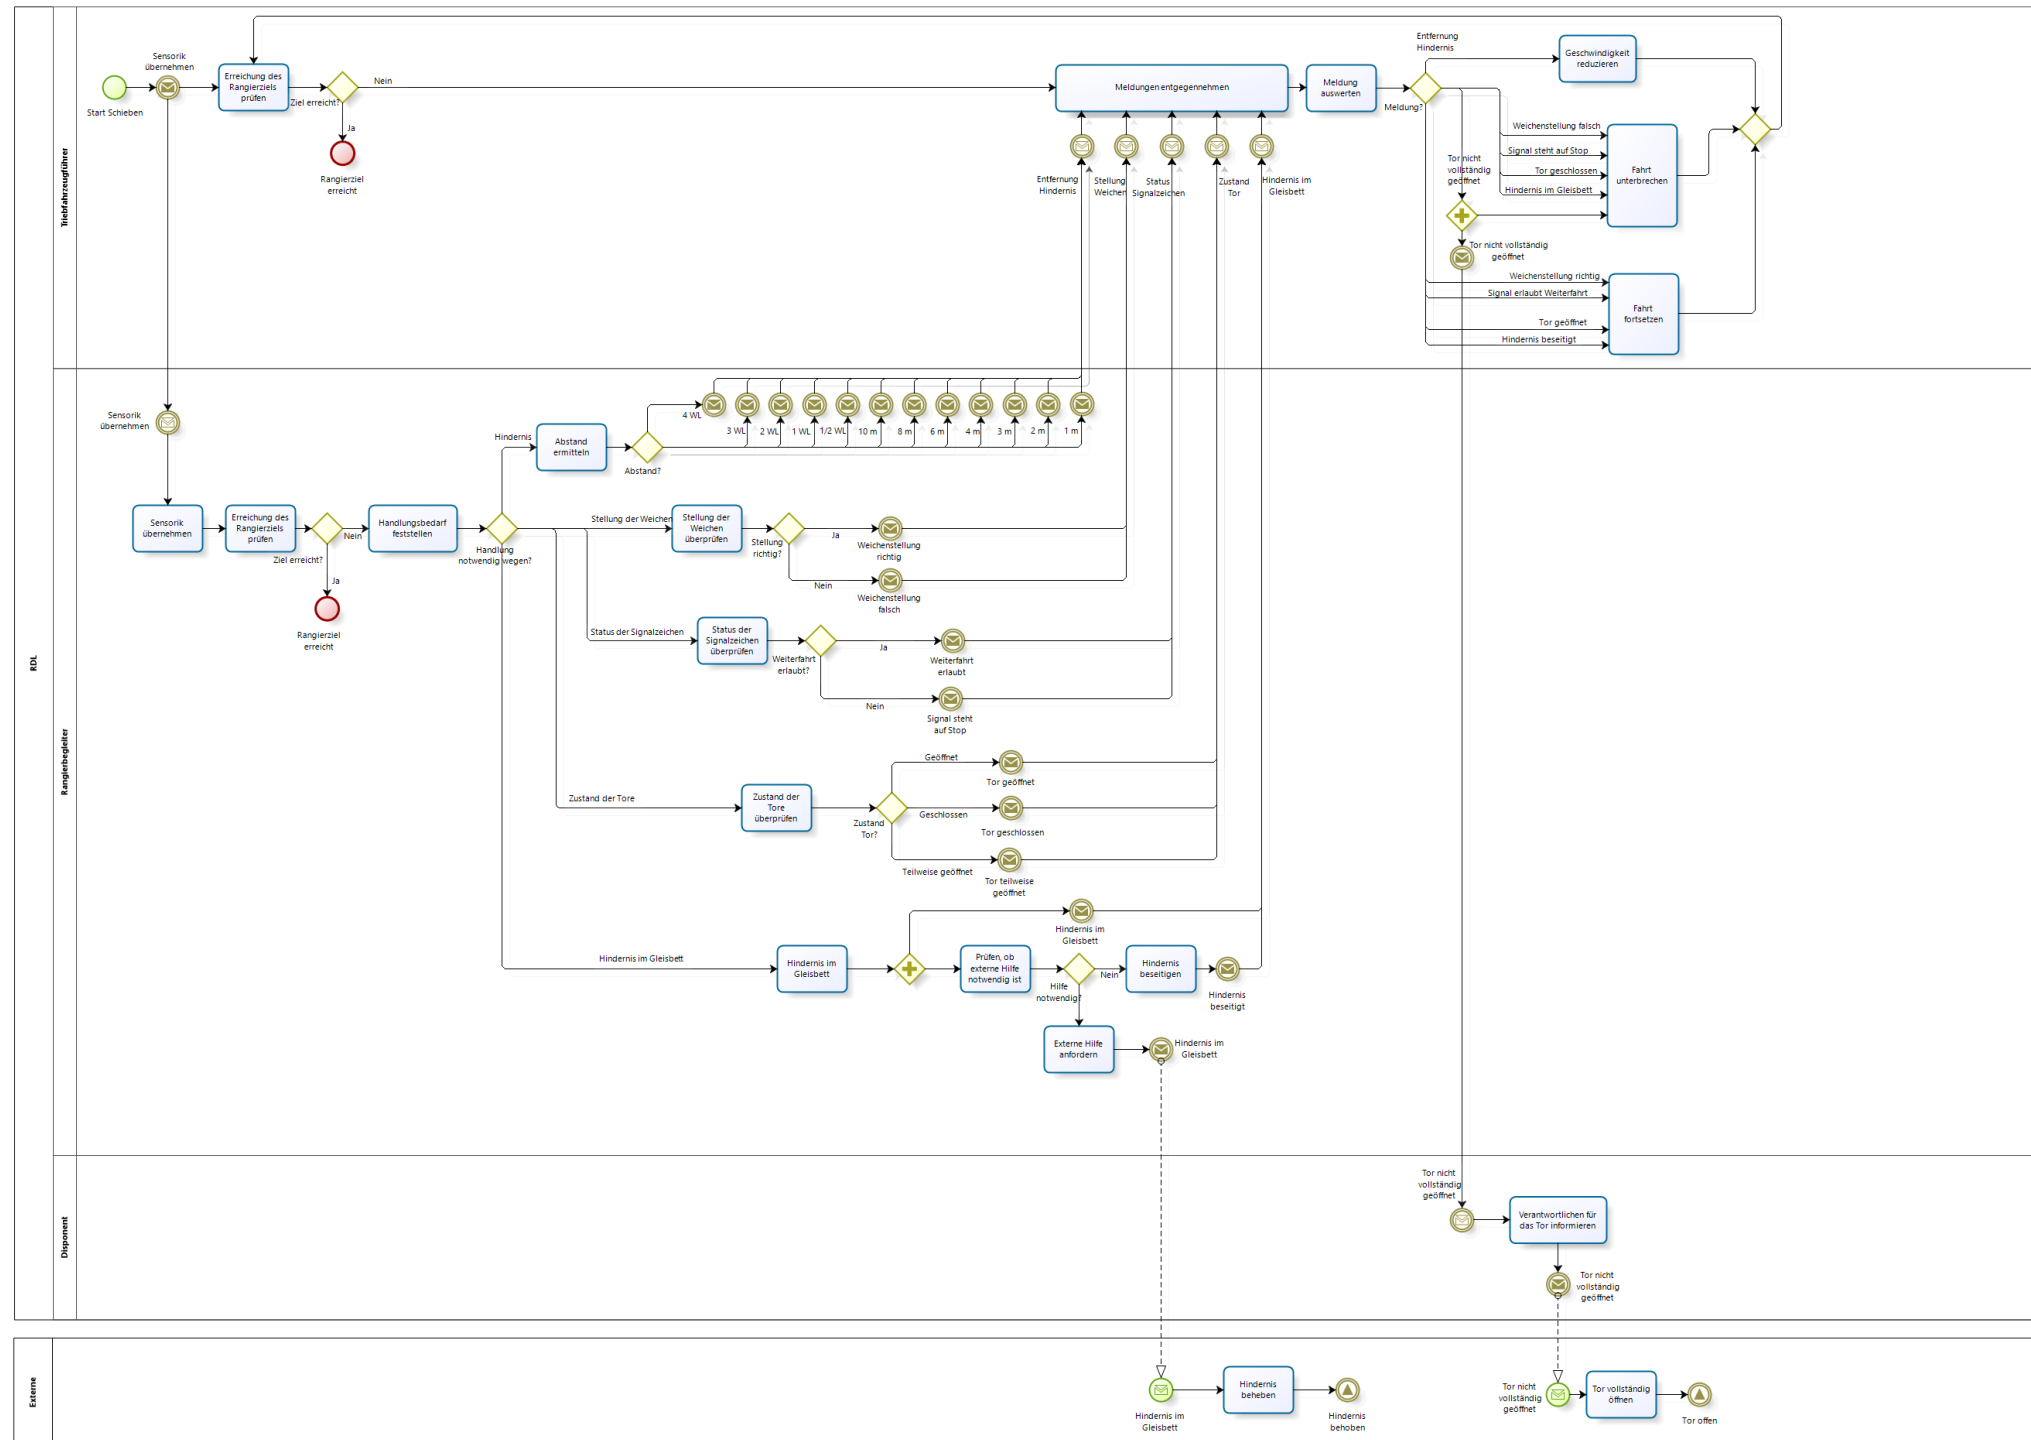 RDL
Triebfahrzeugführer
Start Schieben
Sensorik
übernehmen
Erreichung des
Rangierziels
prüfen
Ziel erreicht?
Nein
Ja
Rangierziel
erreicht
Meldungen entgegennehmen
Meldung
auswerten
Meldung?
Entfernung
Hindernis
Geschwindigkeit
reduzieren
Weichenstellung falsch
Signal steht auf Stop
Tor geschlossen
Hindernis im Gleisbett
Fahrt
unterbrechen
Tor nicht
vollständig
geöffnet
Tor nicht vollständig
geöffnet
Weichenstellung richtig
Signal erlaubt Weiterfahrt
Tor geöffnet
Hindernis beseitigt
Fahrt
fortsetzen
Entfernung
Hindernis
Stellung
Weichen
Status
Signalzeichen
Zustand
Tor
Hindernis im
Gleisbett
Rangierbegleiter
Sensorik
übernehmen
Sensorik
übernehmen
Erreichung des
Rangierziels
prüfen
Ziel erreicht?
Nein
Ja
Rangierziel
erreicht
Handlungsbedarf
feststellen
Handlung
notwendig wegen?
Hindernis
Abstand
ermitteln
Abstand?
4 WL
3 WL
2 WL
1 WL
1/2 WL
10 m
8 m
6 m
4 m
3 m
2 m
1 m
Stellung der Weichen
Stellung der
Weichen
überprüfen
Stellung
richtig?
Ja
Weichenstellung
richtig
Nein
Weichenstellung
falsch
Status der Signalzeichen
Status der
Signalzeichen
überprüfen
Weiterfahrt
erlaubt?
Ja
Weiterfahrt
erlaubt
Nein
Signal steht
auf Stop
Zustand der Tore
Zustand der
Tore
überprüfen
Zustand
Tor?
Geöffnet
Tor geöffnet
Geschlossen
Tor geschlossen
Teilweise geöffnet
Tor teilweise
geöffnet
Hindernis im Gleisbett
Hindernis im
Gleisbett
Hindernis im
Gleisbett
Prüfen, ob
externe Hilfe
notwendig ist
Hilfe
notwendig?
Nein
Hindernis
beseitigen
Hindernis
beseitigt
Externe Hilfe
anfordern
Hindernis im
Gleisbett
Disponent
Tor nicht
vollständig
geöffnet
Verantwortlichen für
das Tor informieren
Tor nicht
vollständig
geöffnet
Externe
Hindernis im
Gleisbett
Hindernis
beheben
Hindernis
behoben
Tor nicht
vollständig
geöffnet
Tor vollständig
öffnen
Tor offen